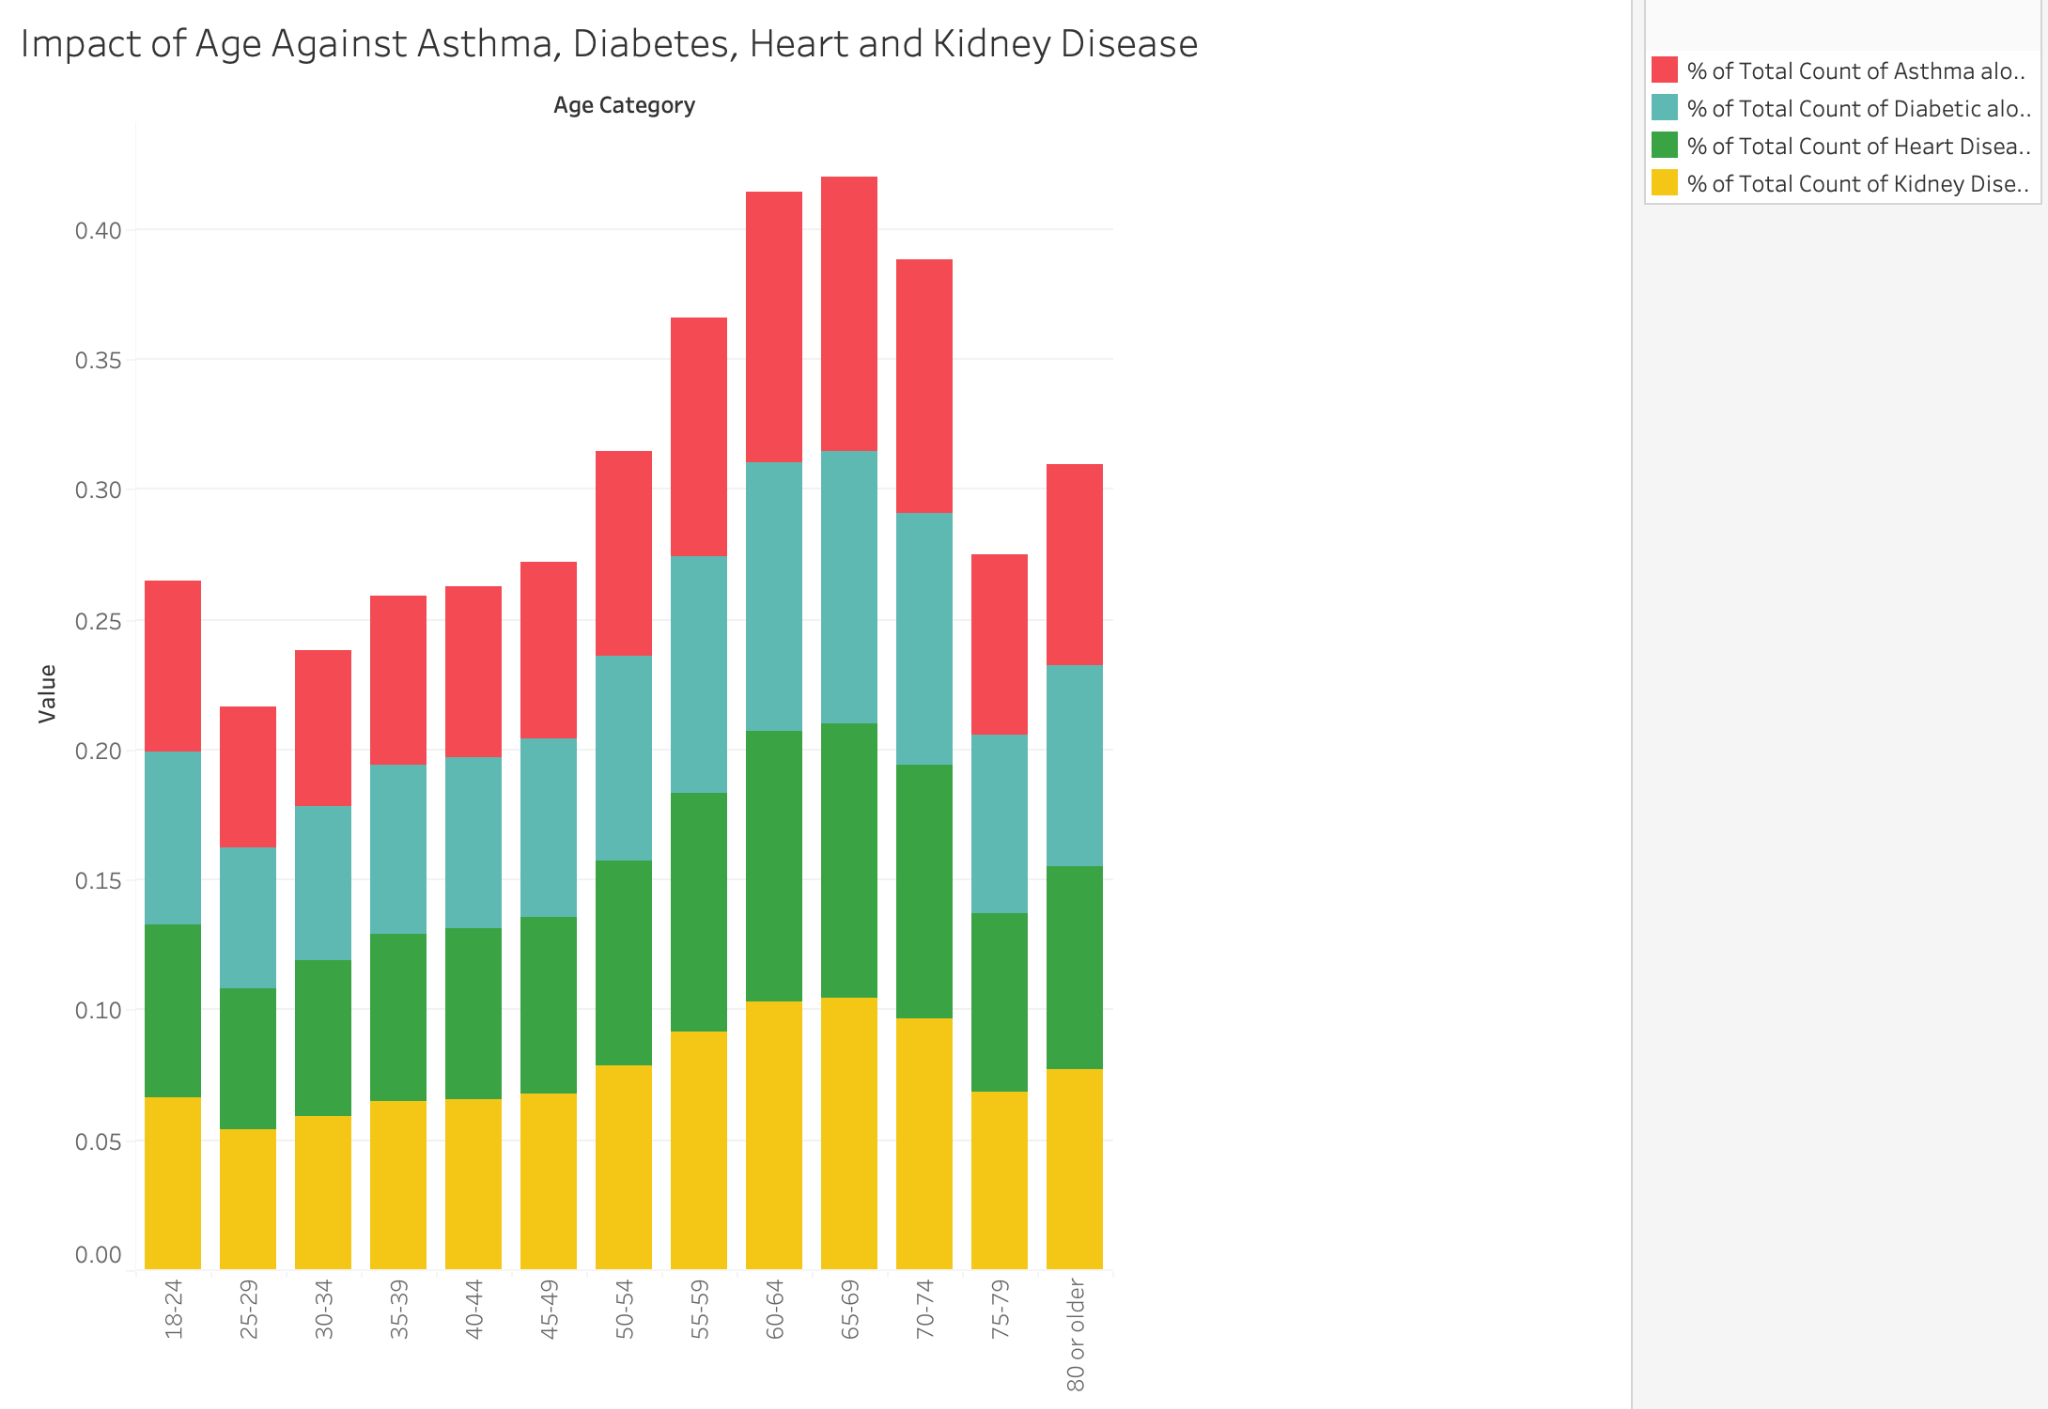 Impact of Age Against Asthma, Diabetes, Heart and Kidney Disease
% of Total Count of Asthma alo..
% of Total Count of Diabetic alo..
% of Total Count of Heart Disea..
% of Total Count of Kidney Dise..
Age Category
Value
0.40
0.35
0.30
0.25
0.20
0.15
0.10
0.05
0.00
18-24
25-29
30-34
35-39
40-44
45-49
50-54
55-59
60-64
65-69
70-74
75-79
80 or older